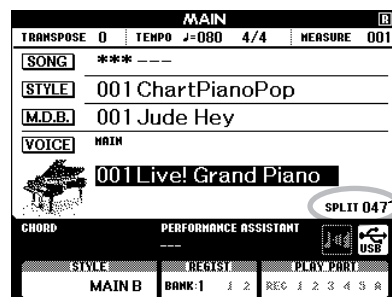 MAIN R
TRANSPOSE 0 TEMPO ♩=080 4/4 MEASURE 001
SONG *** ---
STYLE 001 ChartPianoPop
M.D.B. 001 Jude Hey
VOICE MAIN
001 Live! Grand Piano
SPLIT 047
CHORD PERFORMANCE ASSISTANT
---
USB
STYLE REGIST PLAY PART
MAIN B BANK:1 1 2 REC 1 2 3 4 5 A